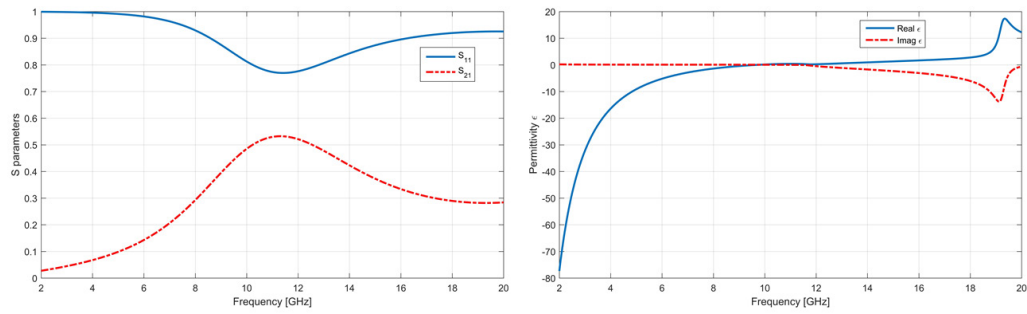 1
0.9
0.8
0.7
0.6
0.5
0.4
0.3
0.2
0.1
0
S parameters
S11
S21
2 4 6 8 10 12 14 16 18 20
Frequency [GHz]
20
10
0
-10
-20
-30
-40
-50
-60
-70
-80
Permittivity ϵ
Real ϵ
Imag ϵ
2 4 6 8 10 12 14 16 18 20
Frequency [GHz]